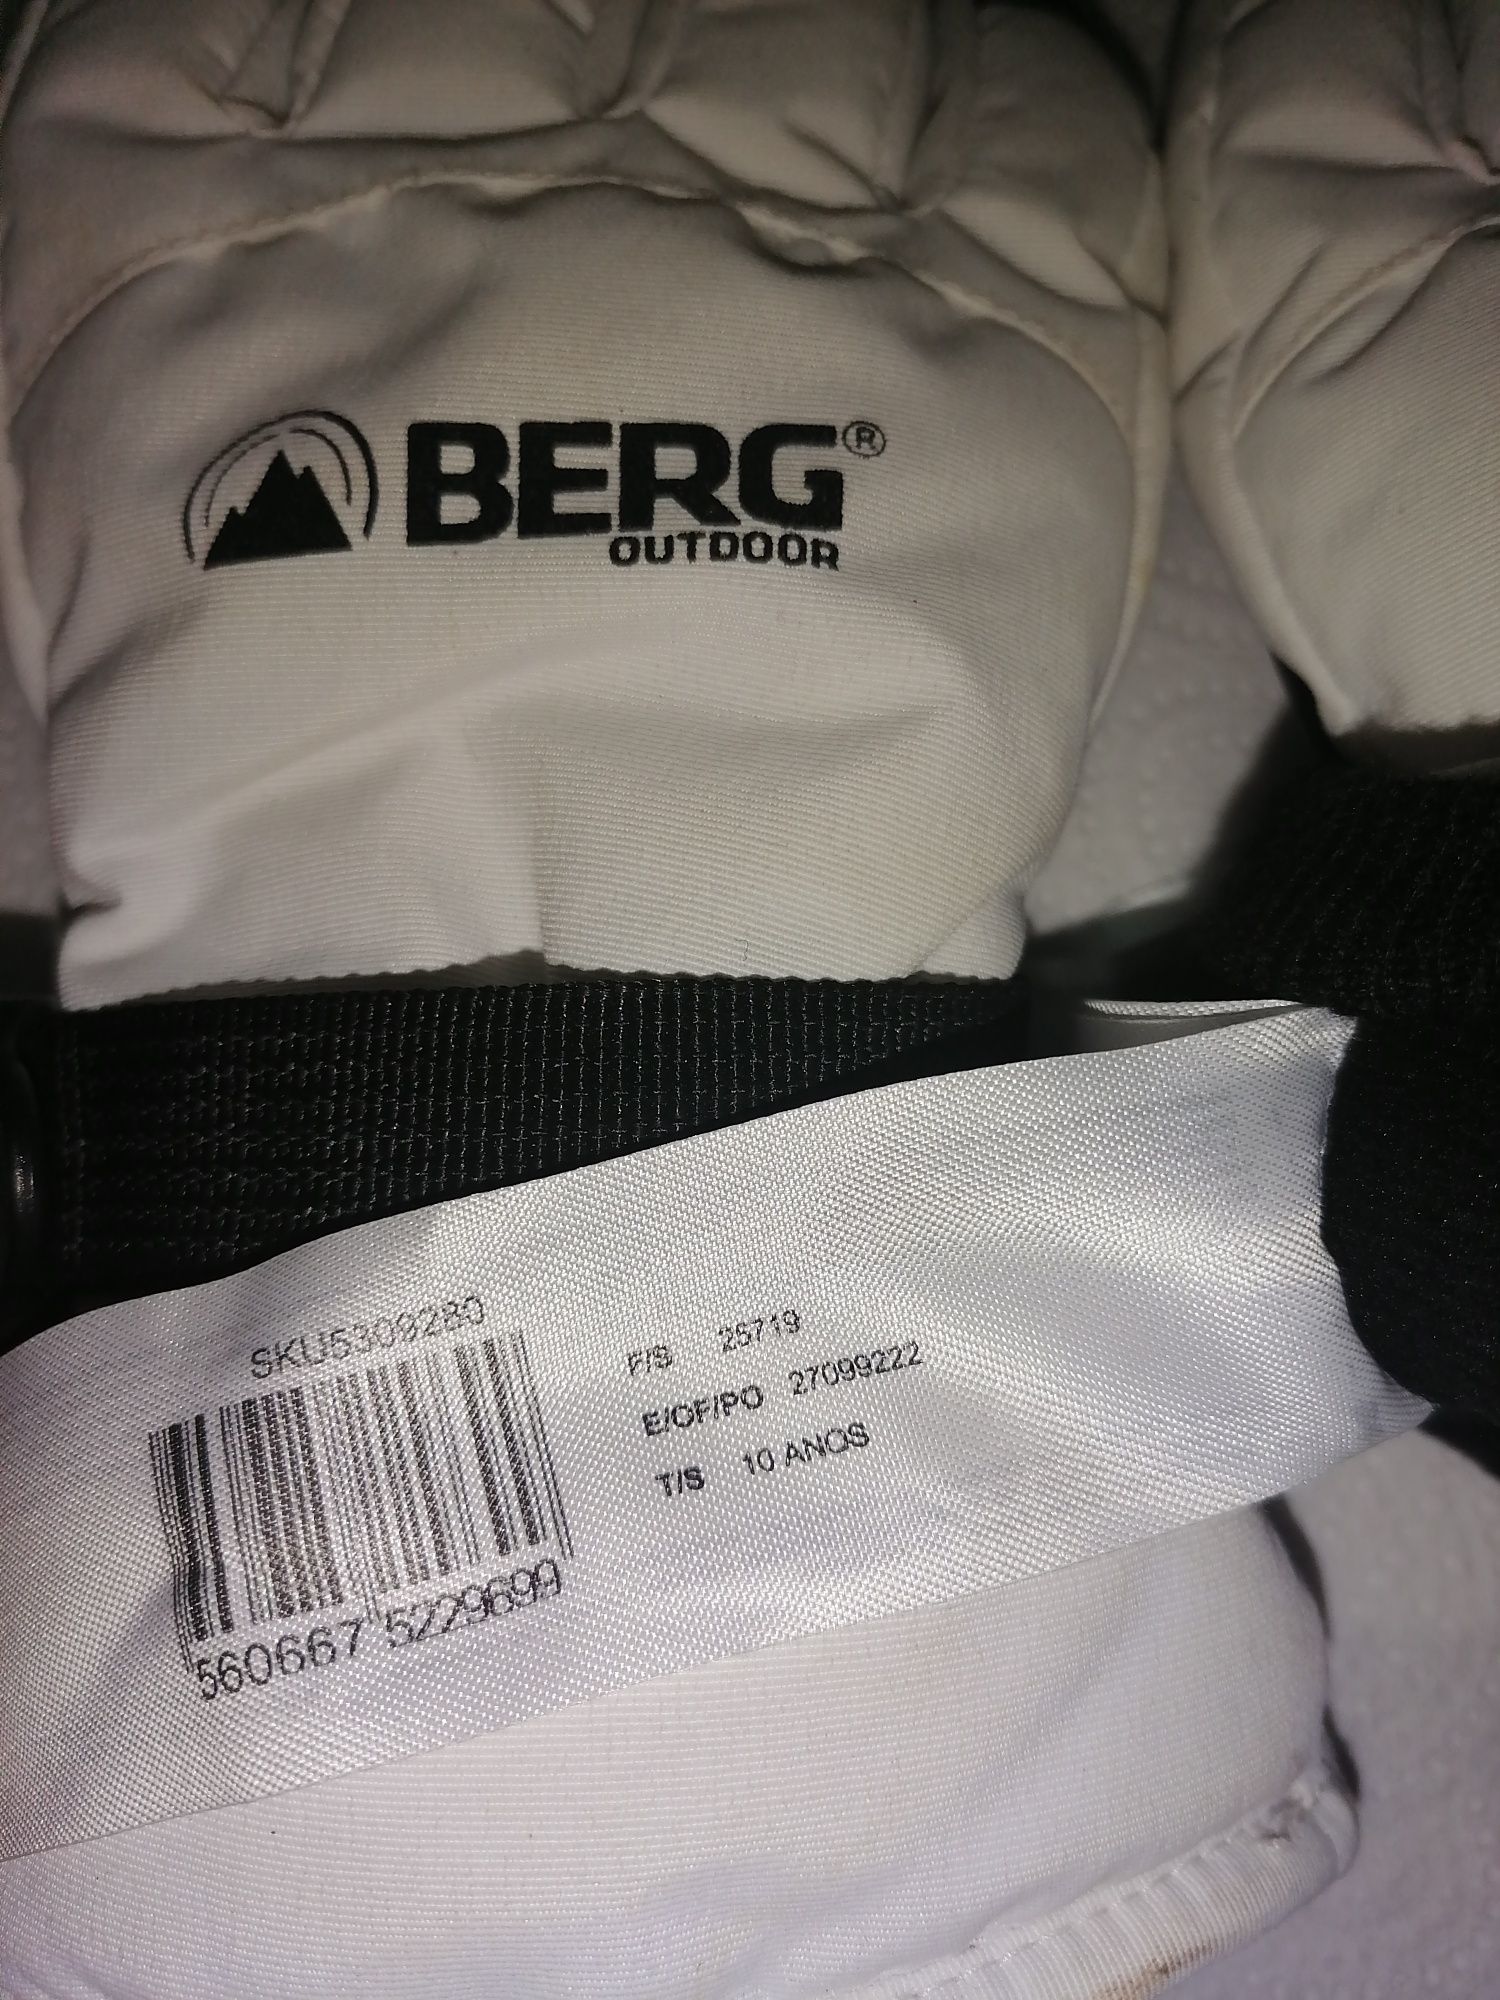 BERG®
OUTDOOR
SKU5309280
F/S 25719
E/OF/PO 27099222
T/S 10 ANOS
560667 5229699